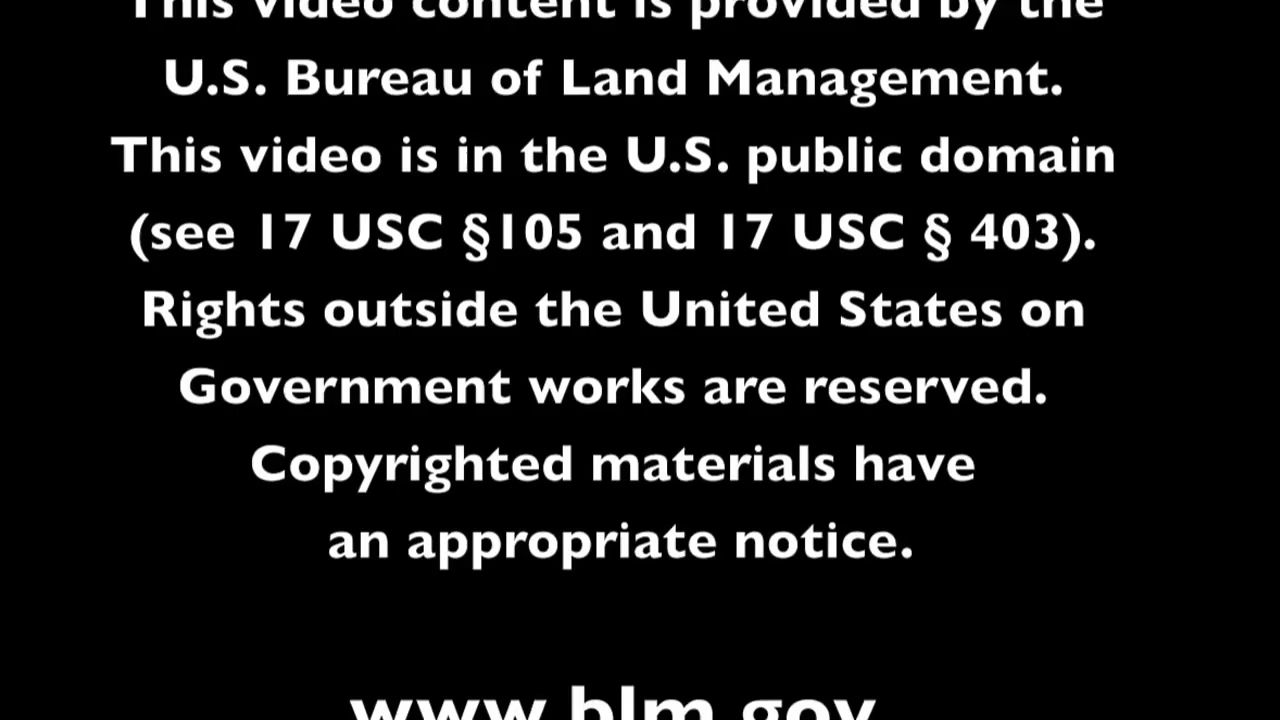 This video content is provided by the
U.S. Bureau of Land Management.
This video is in the U.S. public domain
(see 17 USC §105 and 17 USC § 403).
Rights outside the United States on
Government works are reserved.
Copyrighted materials have
an appropriate notice.
www.blm.gov